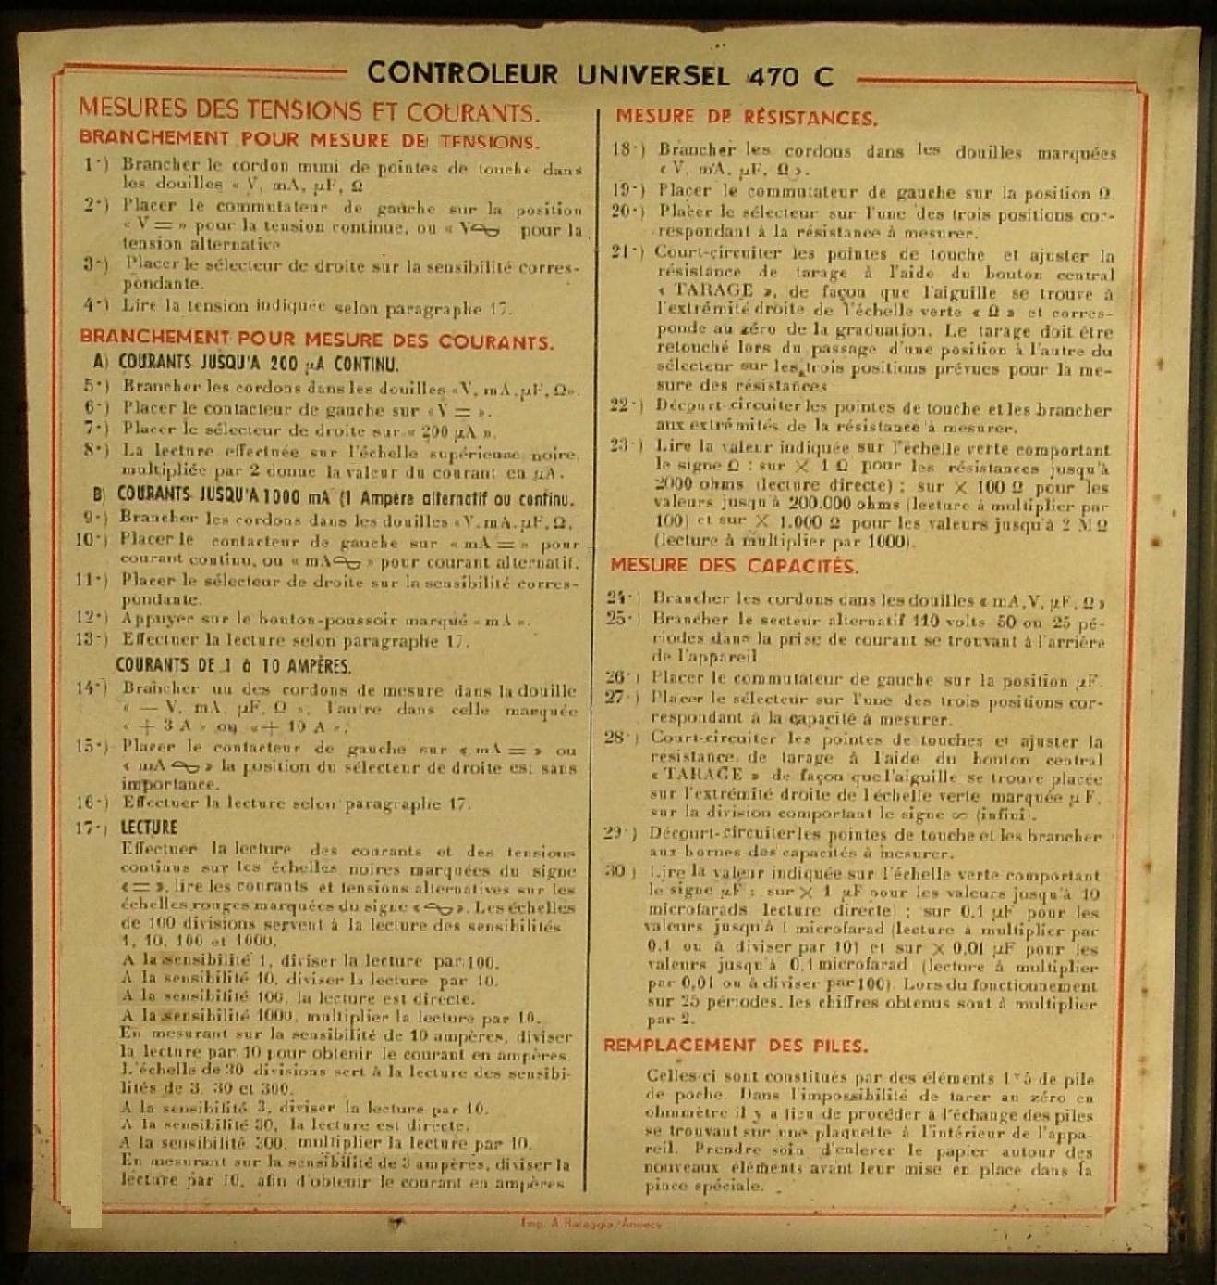 CONTROLEUR UNIVERSEL 470 C
MESURES DES TENSIONS ET COURANTS.
BRANCHEMENT POUR MESURE DE TENSIONS.
1°) Brancher le cordon muni de pointes de touche dans
les douilles « V, mA, µF, Ω
2°) Placer le commutateur de gauche sur la position
« V = » pour la tension continue, ou « V∿ pour la
tension alternative
3°) Placer le sélecteur de droite sur la sensibilité corres-
pondante.
4°) Lire la tension indiquée selon paragraphe 17.
BRANCHEMENT POUR MESURE DES COURANTS.
A) COURANTS JUSQU'A 200 µA CONTINU.
5°) Brancher les cordons dans les douilles «V, mA, µF, Ω».
6°) Placer le contacteur de gauche sur « V = ».
7°) Placer le sélecteur de droite sur « 200 µA ».
8°) La lecture effectuée sur l'échelle supérieure noire,
multipliée par 2 donne la valeur du courant en µA.
B) COURANTS JUSQU'A 1000 mA (1 Ampère alternatif ou continu.
9°) Brancher les cordons dans les douilles «V, mA, µF, Ω,
10°) Placer le contacteur de gauche sur « mA = » pour
courant continu, ou « mA∿ » pour courant alternatif.
11°) Placer le sélecteur de droite sur la sensibilité corres-
pondante.
12°) Appuyer sur le bouton-poussoir marqué « mA ».
13°) Effectuer la lecture selon paragraphe 17.
COURANTS DE 1 à 10 AMPÈRES.
14°) Brancher un des cordons de mesure dans la douille
« — V, mA, µF, Ω », l'autre dans celle marquée
« + 3 A » ou « + 10 A ».
15°) Placer le contacteur de gauche sur « mA = » ou
« mA∿ » la position du sélecteur de droite est sans
importance.
16°) Effectuer la lecture selon paragraphe 17.
17°) LECTURE
Effectuer la lecture des courants et des tensions
continus sur les échelles noires marquées du signe
« = », lire les courants et tensions alternatives sur les
échelles rouges marquées du signe « ∿ ». Les échelles
de 100 divisions servent à la lecture des sensibilités
1, 10, 100 et 1000.
A la sensibilité 1, diviser la lecture par 100.
A la sensibilité 10, diviser la lecture par 10.
A la sensibilité 100, la lecture est directe.
A la sensibilité 1000, multiplier la lecture par 10.
En mesurant sur la sensibilité de 10 ampères, diviser
la lecture par 10 pour obtenir le courant en ampères.
L'échelle de 30 divisions sert à la lecture des sensibi-
lités de 3, 30 et 300.
A la sensibilité 3, diviser la lecture par 10.
A la sensibilité 30, la lecture est directe.
A la sensibilité 300, multiplier la lecture par 10.
En mesurant sur la sensibilité de 3 ampères, diviser la
lecture par 10, afin d'obtenir le courant en ampères
MESURE DE RÉSISTANCES.
18°) Brancher les cordons dans les douilles marquées
« V, mA, µF, Ω ».
19°) Placer le commutateur de gauche sur la position Ω
20°) Placer le sélecteur sur l'une des trois positions cor-
respondant à la résistance à mesurer.
21°) Court-circuiter les pointes de touche et ajuster la
résistance de tarage à l'aide du bouton central
« TARAGE », de façon que l'aiguille se trouve à
l'extrémité droite de l'échelle verte « Ω » et corres-
ponde au zéro de la graduation. Le tarage doit être
retouché lors du passage d'une position à l'autre du
sélecteur sur les trois positions prévues pour la me-
sure des résistances
22°) Décourt-circuiter les pointes de touche et les brancher
aux extrémités de la résistance à mesurer.
23°) Lire la valeur indiquée sur l'échelle verte comportant
le signe Ω : sur × 1 Ω pour les résistances jusqu'à
2000 ohms (lecture directe) ; sur × 100 Ω pour les
valeurs jusqu'à 200.000 ohms (lecture à multiplier par
100) et sur × 1.000 Ω pour les valeurs jusqu'à 2 MΩ
(lecture à multiplier par 1000).
MESURE DES CAPACITÉS.
24°) Brancher les cordons dans les douilles « mA, V, µF, Ω »
25°) Brancher le secteur alternatif 110 volts 50 ou 25 pé-
riodes dans la prise de courant se trouvant à l'arrière
de l'appareil
26°) Placer le commutateur de gauche sur la position µF.
27°) Placer le sélecteur sur l'une des trois positions cor-
respondant à la capacité à mesurer.
28°) Court-circuiter les pointes de touches et ajuster la
résistance de tarage à l'aide du bouton central
« TARAGE » de façon que l'aiguille se trouve placée
sur l'extrémité droite de l'échelle verte marquée µF,
sur la division comportant le signe ∞ (infini).
29°) Décourt-circuiter les pointes de touche et les brancher
aux bornes des capacités à mesurer.
30°) Lire la valeur indiquée sur l'échelle verte comportant
le signe µF : sur × 1 µF pour les valeurs jusqu'à 10
microfarads lecture directe) ; sur 0.1 µF pour les
valeurs jusqu'à 1 microfarad (lecture à multiplier par
0,1 ou à diviser par 10) et sur × 0,01 µF pour les
valeurs jusqu'à 0,1 microfarad (lecture à multiplier
par 0,01 ou à diviser par 100). Lors du fonctionnement
sur 25 périodes, les chiffres obtenus sont à multiplier
par 2.
REMPLACEMENT DES PILES.
Celles-ci sont constitués par des éléments 1V5 de pile
de poche. Dans l'impossibilité de tarer au zéro en
ohmmètre il y a lieu de procéder à l'échange des piles
se trouvant sur une plaquette à l'intérieur de l'appa-
reil. Prendre soin d'enlever le papier autour des
nouveaux éléments avant leur mise en place dans la
pince spéciale.
Imp. A. Annecy